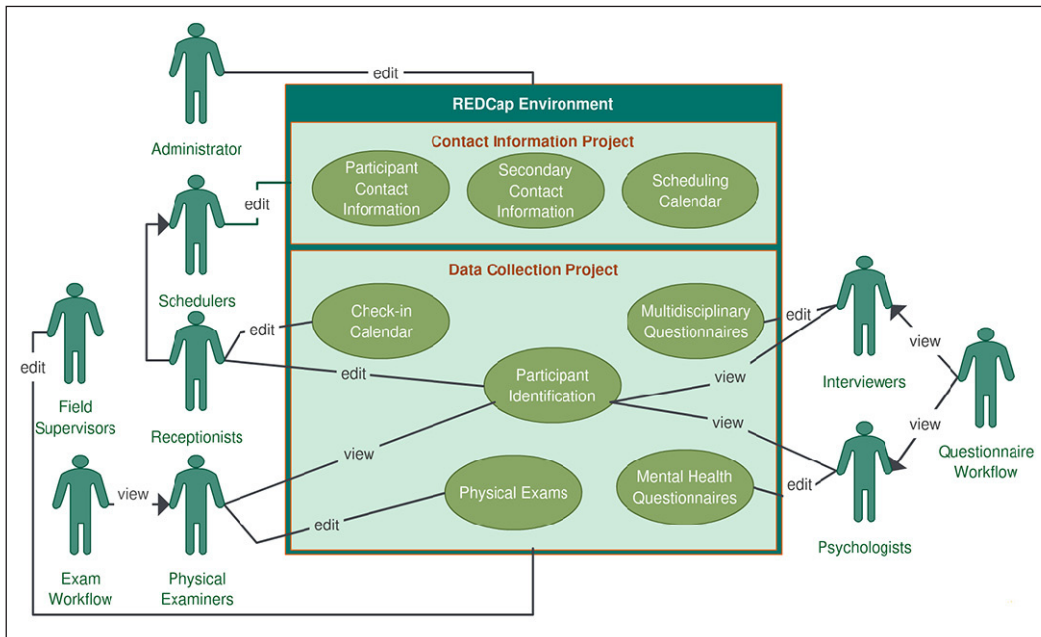 edit
REDCap Environment
Administrator
Contact Information Project
Participant
Contact
Information
Secondary
Contact
Information
Scheduling
Calendar
edit
Schedulers
Data Collection Project
Check-in
Calendar
Multidisciplinary
Questionnaires
edit
edit
edit
edit
Participant
Identification
view
Interviewers
Field
Supervisors
Receptionists
view
view
Questionnaire
Workflow
view
Physical Exams
Mental Health
Questionnaires
edit
edit
Psychologists
Exam
Workflow
Physical
Examiners